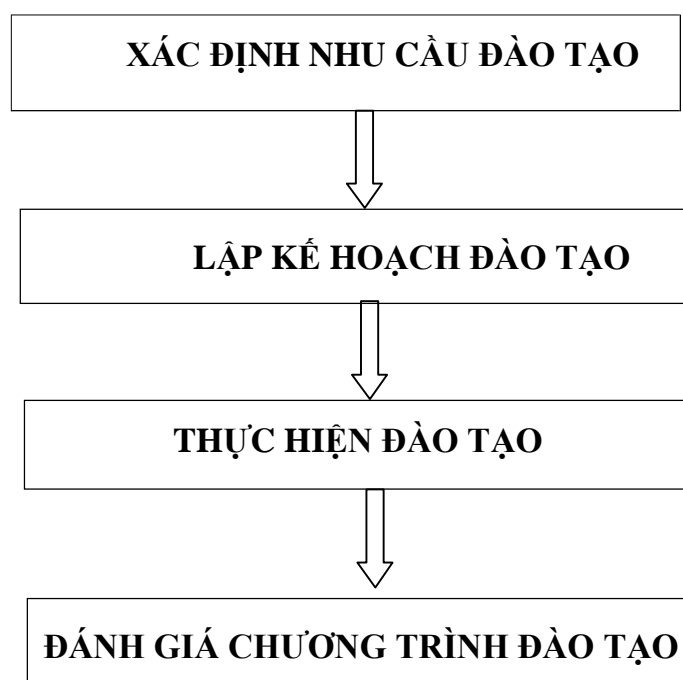 XÁC ĐỊNH NHU CẦU ĐÀO TẠO
LẬP KẾ HOẠCH ĐÀO TẠO
THỰC HIỆN ĐÀO TẠO
ĐÁNH GIÁ CHƯƠNG TRÌNH ĐÀO TẠO